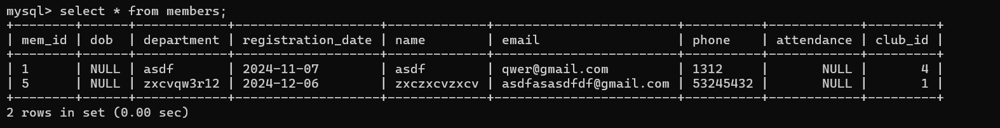 mysql> select * from members;
+--------+------+------------+-------------------+------------+------------------------+----------+------------+---------+
| mem_id | dob  | department | registration_date | name       | email                  | phone    | attendance | club_id |
+--------+------+------------+-------------------+------------+------------------------+----------+------------+---------+
| 1      | NULL | asdf       | 2024-11-07        | asdf       | qwer@gmail.com         | 1312     |       NULL |       4 |
| 5      | NULL | zxcvqw3r12 | 2024-12-06        | zxczxcvzxcv | asdfasasdfdf@gmail.com | 53245432 |       NULL |       1 |
+--------+------+------------+-------------------+------------+------------------------+----------+------------+---------+
2 rows in set (0.00 sec)